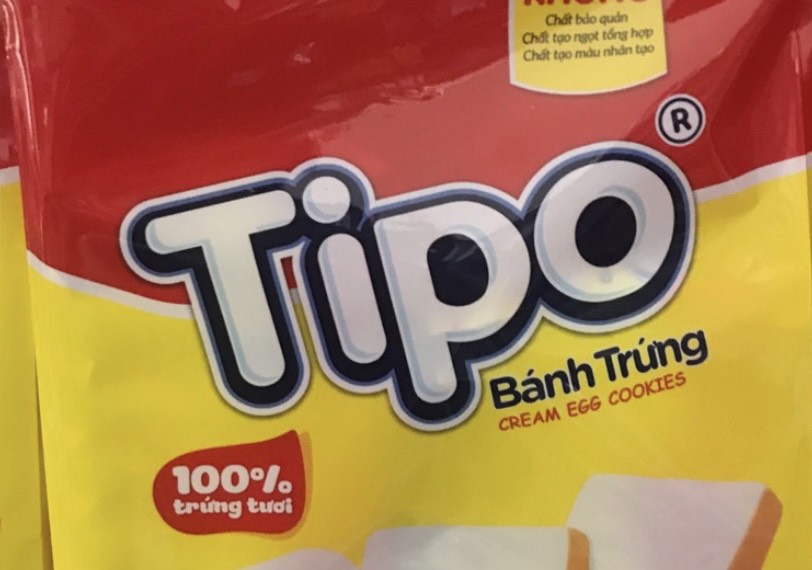 Chất bảo quản
Chất tạo ngọt tổng hợp
Chất tạo màu nhân tạo
Tipo®
Bánh Trứng
CREAM EGG COOKIES
100%
trứng tươi